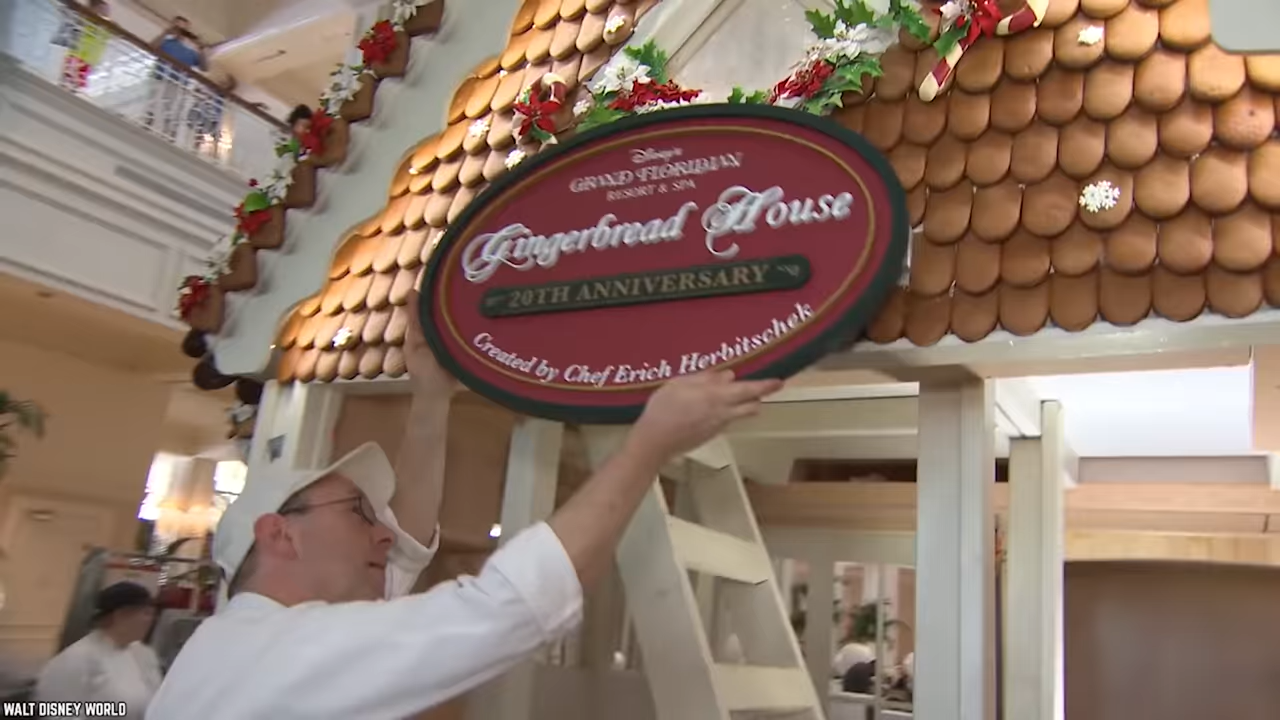 Disney's
GRAND FLORIDIAN
RESORT & SPA
Gingerbread House
20TH ANNIVERSARY
Created by Chef Erich Herbitschek
WALT DISNEY WORLD